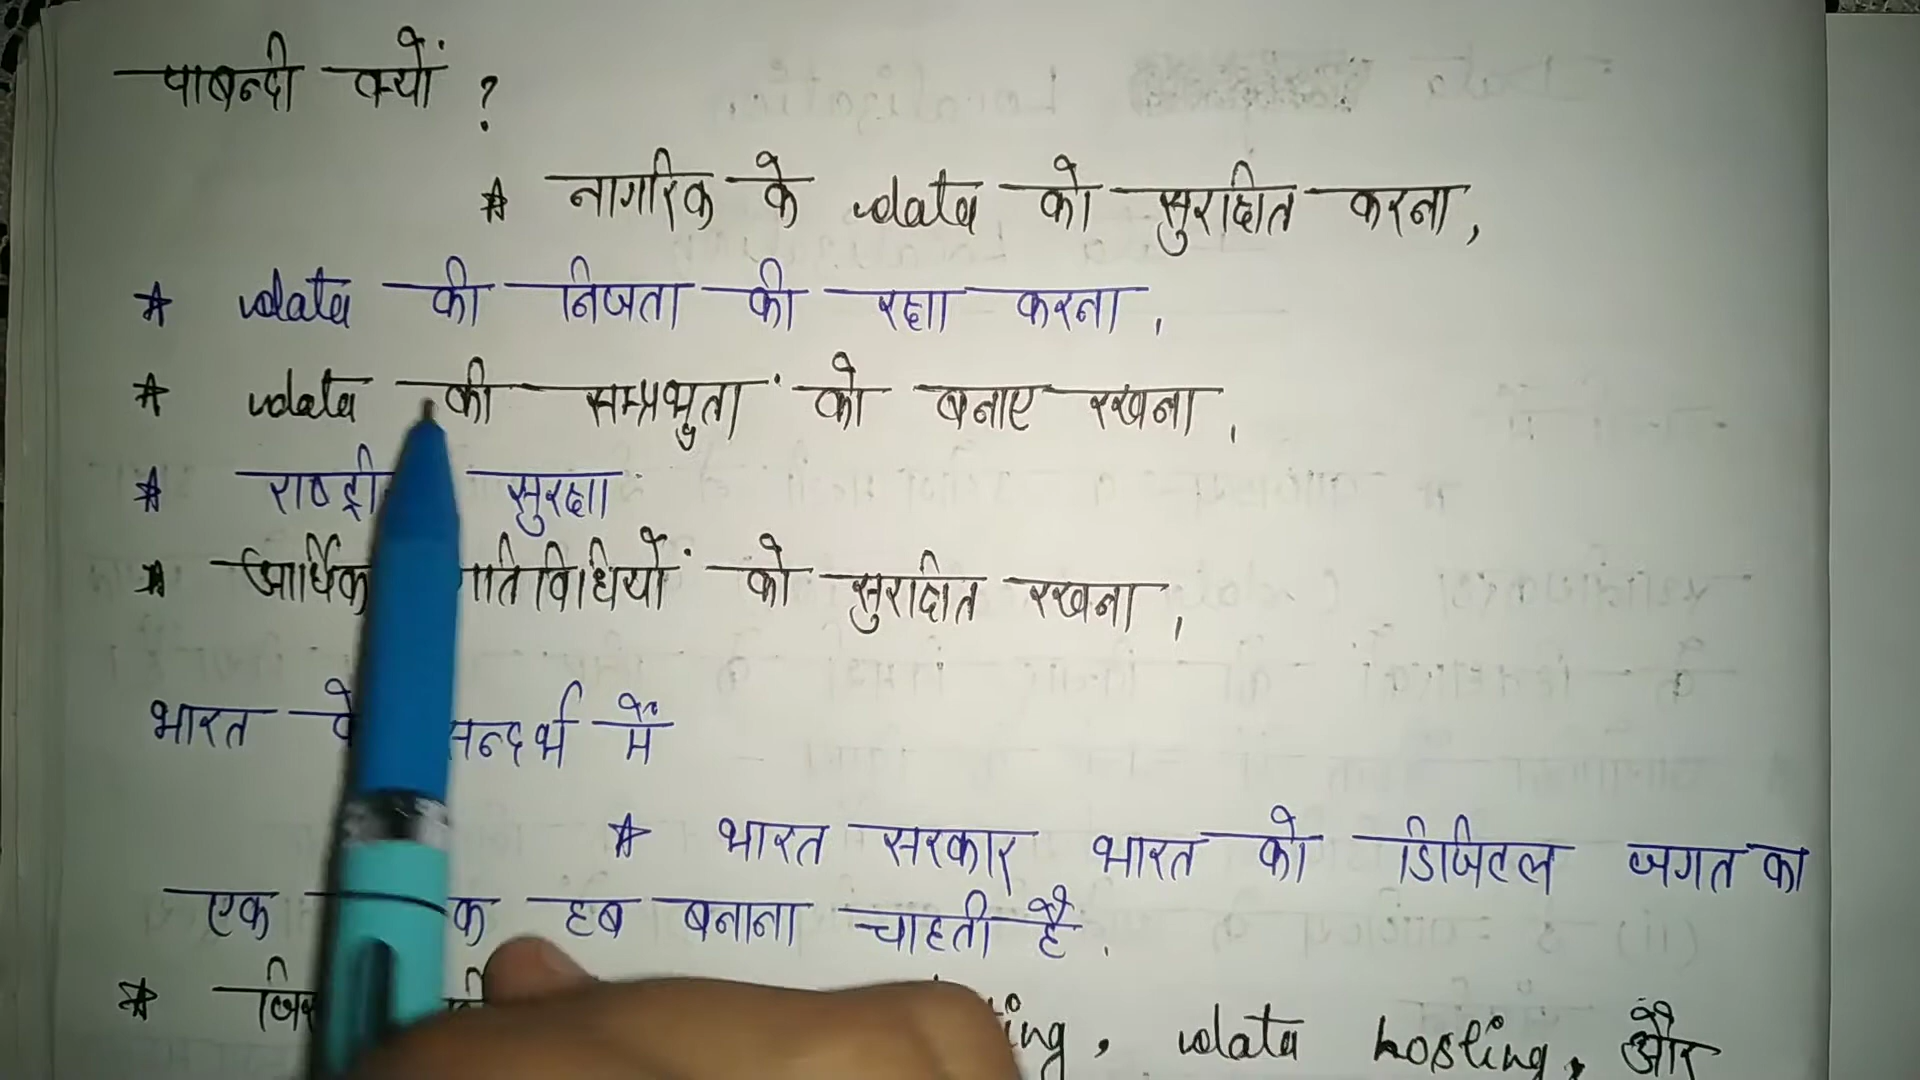 पाबन्दी क्यों ?
* नागरिक के data को सुरक्षित करना,
* data की निजता की रक्षा करना,
* data की सम्प्रभुता को बनाए रखना,
* सुरक्षा
* आर्थिक गतिविधियों को सुरक्षित रखना,
भारत सन्दर्भ में
* भारत सरकार भारत को डिजिटल जगत का
एक हब बनाना चाहती है.
* data hosting, और